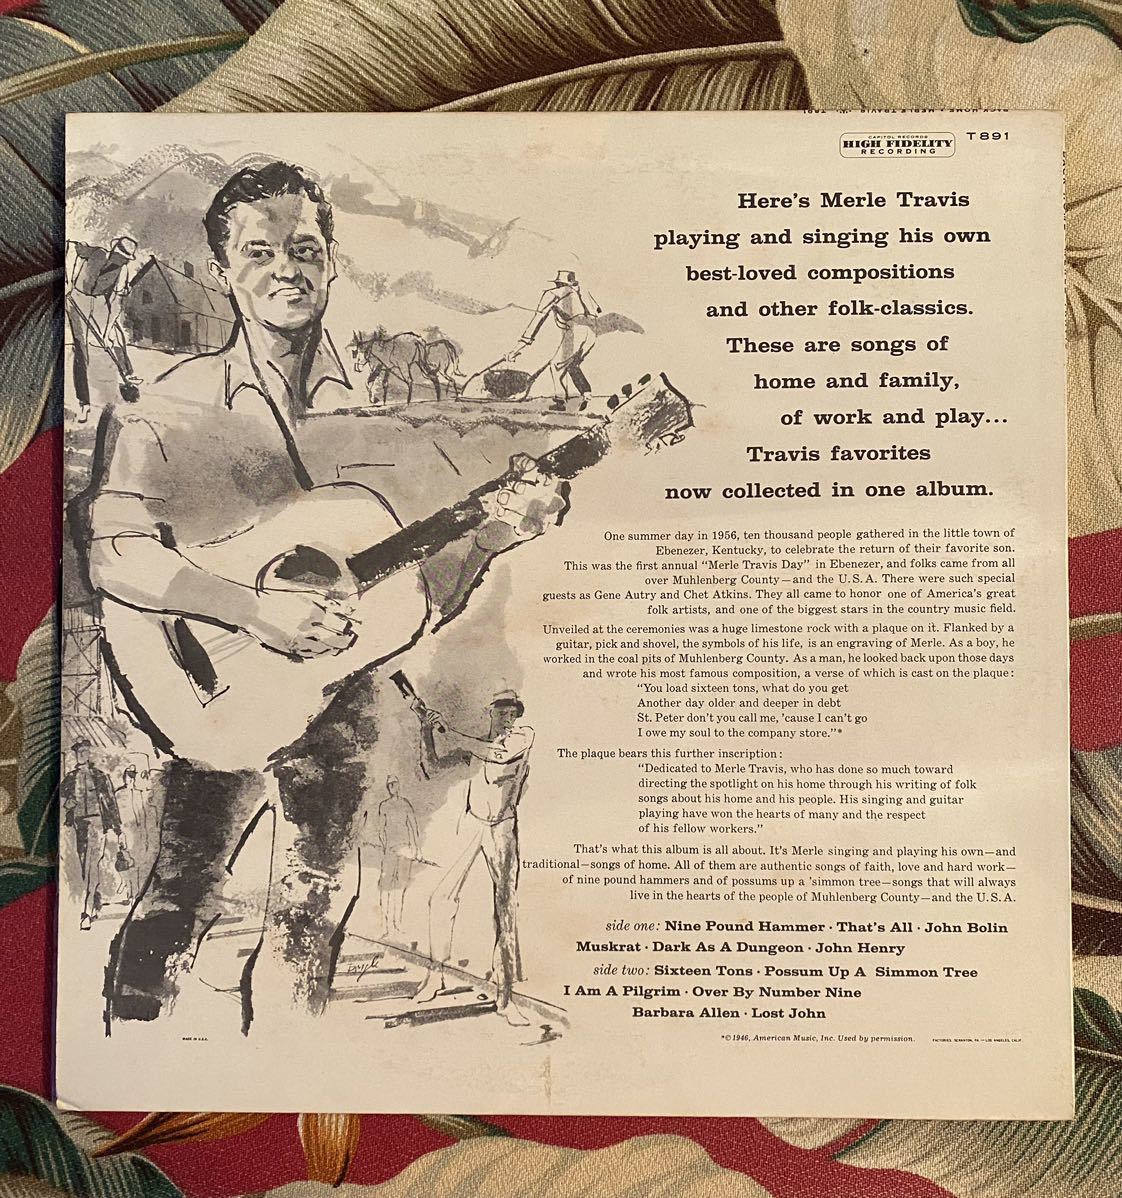 CAPITOL RECORDS
HIGH FIDELITY
RECORDING
T891
Here's Merle Travis
playing and singing his own
best-loved compositions
and other folk-classics.
These are songs of
home and family,
of work and play...
Travis favorites
now collected in one album.
One summer day in 1956, ten thousand people gathered in the little town of
Ebenezer, Kentucky, to celebrate the return of their favorite son.
This was the first annual “Merle Travis Day” in Ebenezer, and folks came from all
over Muhlenberg County—and the U.S.A. There were such special
guests as Gene Autry and Chet Atkins. They all came to honor one of America's great
folk artists, and one of the biggest stars in the country music field.
Unveiled at the ceremonies was a huge limestone rock with a plaque on it. Flanked by a
guitar, pick and shovel, the symbols of his life, is an engraving of Merle. As a boy, he
worked in the coal pits of Muhlenberg County. As a man, he looked back upon those days
and wrote his most famous composition, a verse of which is cast on the plaque:
“You load sixteen tons, what do you get
Another day older and deeper in debt
St. Peter don't you call me, 'cause I can't go
I owe my soul to the company store.”*
The plaque bears this further inscription:
“Dedicated to Merle Travis, who has done so much toward
directing the spotlight on his home through his writing of folk
songs about his home and his people. His singing and guitar
playing have won the hearts of many and the respect
of his fellow workers.”
That's what this album is all about. It's Merle singing and playing his own—and
traditional—songs of home. All of them are authentic songs of faith, love and hard work—
of nine pound hammers and of possums up a 'simmon tree—songs that will always
live in the hearts of the people of Muhlenberg County—and the U.S.A.
side one: Nine Pound Hammer · That's All · John Bolin
Muskrat · Dark As A Dungeon · John Henry
side two: Sixteen Tons · Possum Up A Simmon Tree
I Am A Pilgrim · Over By Number Nine
Barbara Allen · Lost John
*© 1946, American Music, Inc. Used by permission.
FACTORIES: SCRANTON, PA. — LOS ANGELES, CALIF.
MADE IN U.S.A.